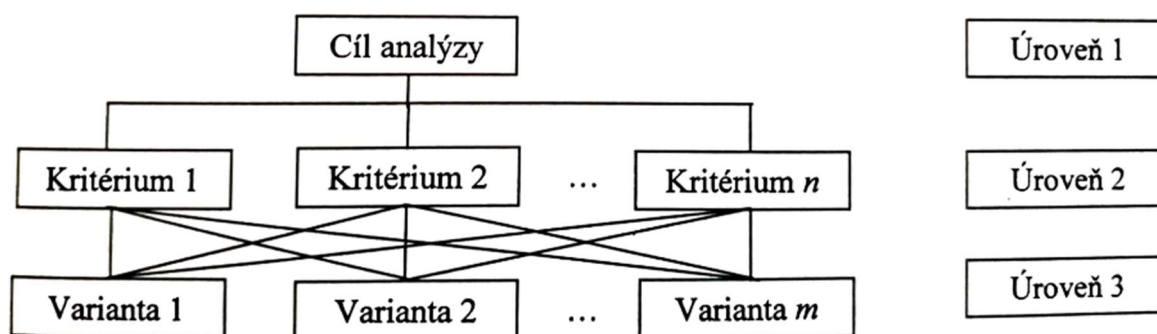 Cíl analýzy
Úroveň 1
Kritérium 1
Kritérium 2
...
Kritérium n
Úroveň 2
Varianta 1
Varianta 2
...
Varianta m
Úroveň 3